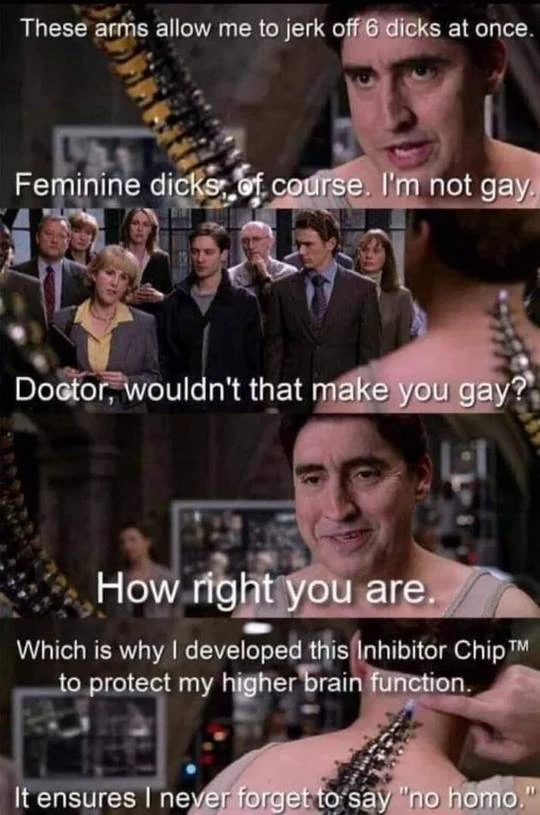 These arms allow me to jerk off 6 dicks at once.
Feminine dicks, of course. I'm not gay.
Doctor, wouldn't that make you gay?
How right you are.
Which is why I developed this Inhibitor Chip™
to protect my higher brain function.
It ensures I never forget to say "no homo."